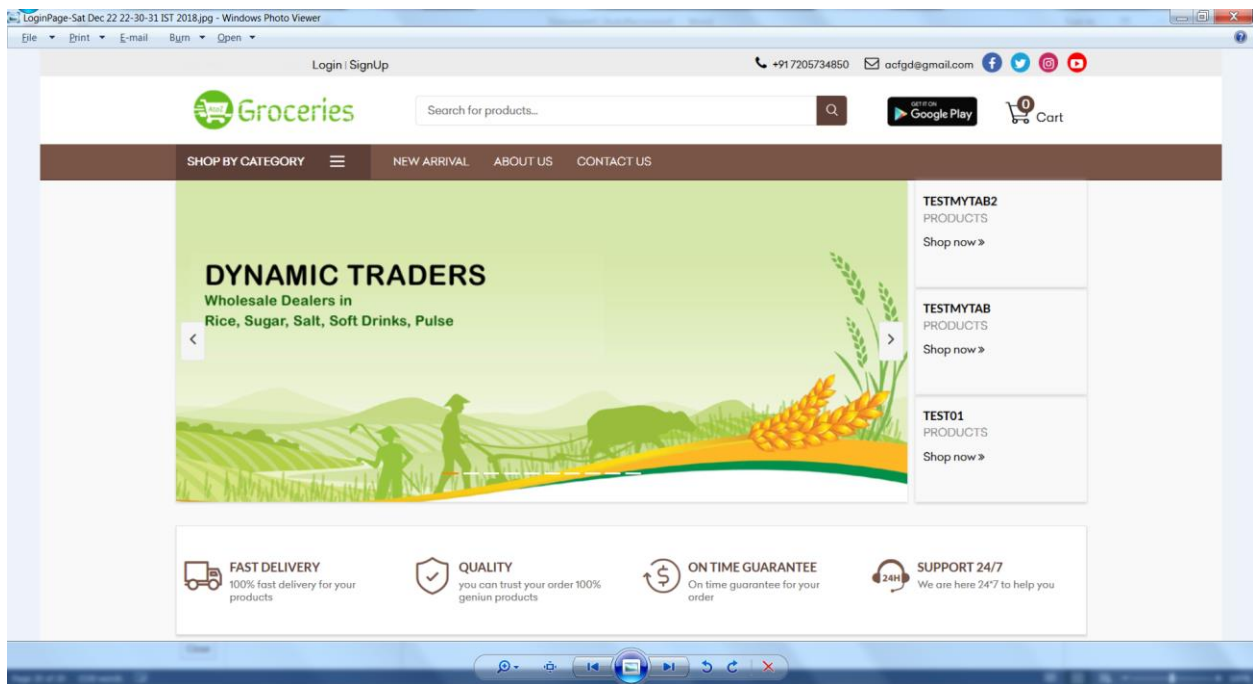 LoginPage-Sat Dec 22 22-30-31 IST 2018.jpg - Windows Photo Viewer
File Print E-mail Burn Open
Login | SignUp +91 7205734850 acfgd@gmail.com
AtoZ Groceries Search for products... GET IT ON Google Play 0 Cart
SHOP BY CATEGORY NEW ARRIVAL ABOUT US CONTACT US
DYNAMIC TRADERS
Wholesale Dealers in
Rice, Sugar, Salt, Soft Drinks, Pulse
TESTMYTAB2
PRODUCTS
Shop now »
TESTMYTAB
PRODUCTS
Shop now »
TEST01
PRODUCTS
Shop now »
FAST DELIVERY
100% fast delivery for your
products
QUALITY
you can trust your order 100%
geniun products
ON TIME GUARANTEE
On time guarantee for your
order
24H
SUPPORT 24/7
We are here 24*7 to help you
Close